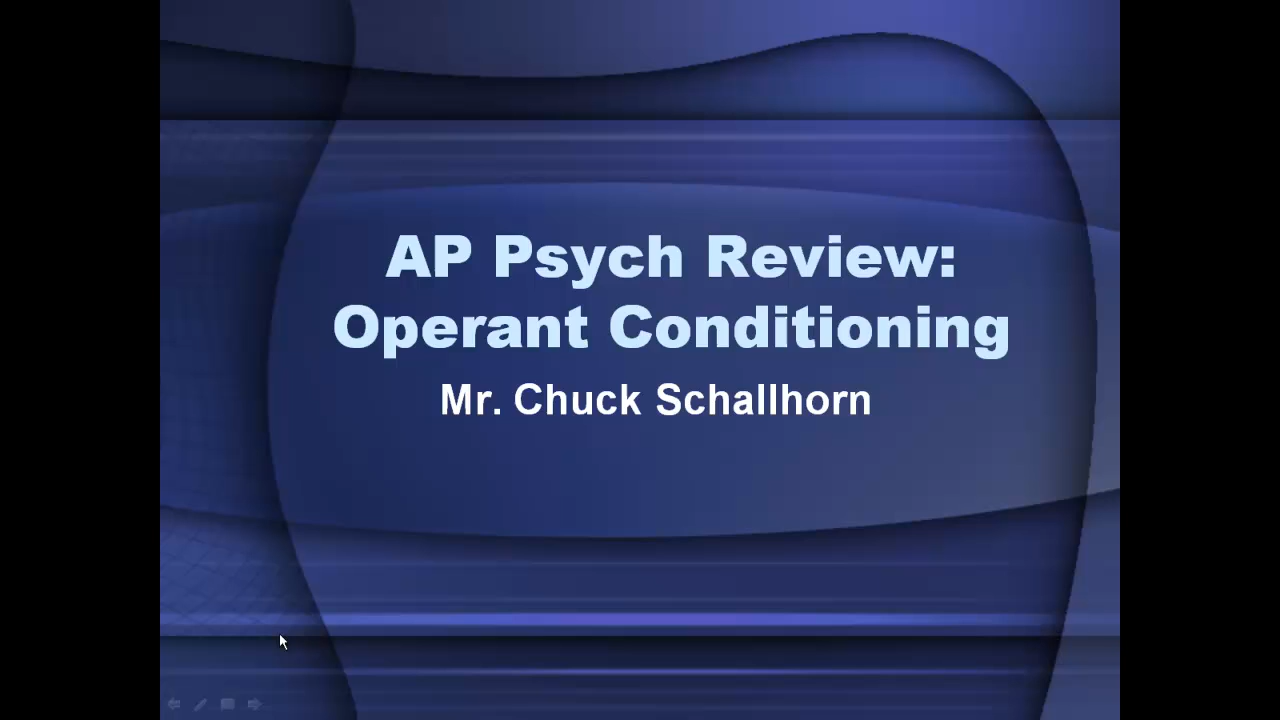 AP Psych Review:
Operant Conditioning
Mr. Chuck Schallhorn